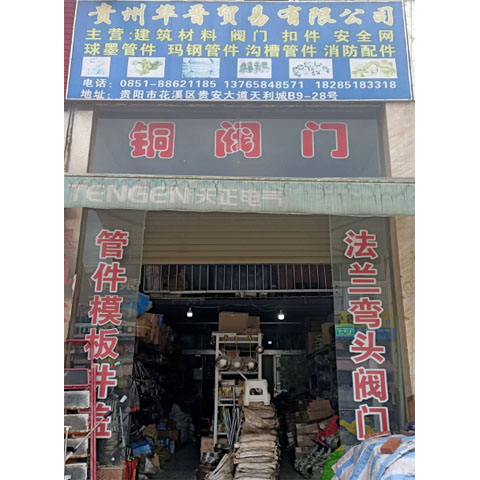 贵州华晋贸易有限公司
主营:建筑材料 阀门 扣件 安全网
球墨管件 玛钢管件 沟槽管件 消防配件
电话: 0851-88621185 13765848571 18285183318
地址: 贵阳市花溪区贵安大道天利城B9-28号
铜阀门
TENGEN 天正电气
管件模板井盖
法兰弯头阀门